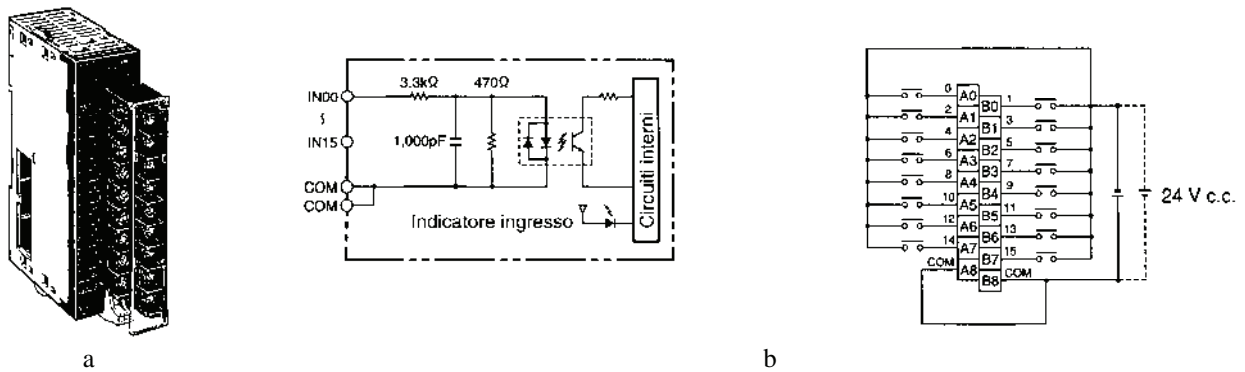 3.3kΩ 470Ω
IN00
IN15
1,000pF
COM
COM
Indicatore ingresso
Circuiti interni
0 A0 B0 1
2 A1 B1 3
4 A2 B2 5
6 A3 B3 7
8 A4 B4 9
10 A5 B5 11
12 A6 B6 13
14 A7 B7 15
COM A8 B8 COM
24 V c.c.
a b